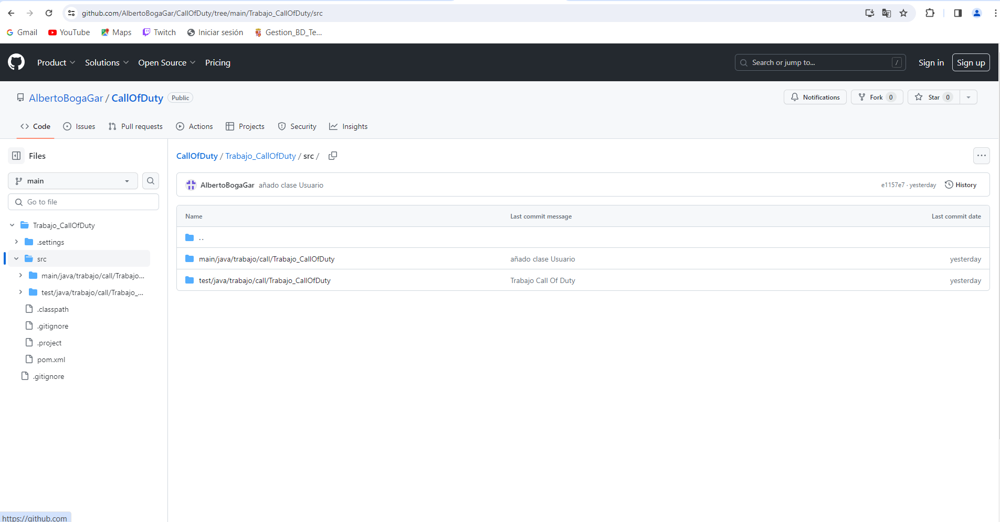 github.com/AlbertoBogaGar/CallOfDuty/tree/main/Trabajo_CallOfDuty/src
Gmail YouTube Maps Twitch Iniciar sesión Gestion_BD_Te...
Product Solutions Open Source Pricing Search or jump to... / Sign in Sign up
AlbertoBogaGar / CallOfDuty Public Notifications Fork 0 Star 0
Code Issues Pull requests Actions Projects Security Insights
Files
main
Go to file
Trabajo_CallOfDuty
.settings
src
main/java/trabajo/call/Trabajo...
test/java/trabajo/call/Trabajo_...
.classpath
.gitignore
.project
pom.xml
.gitignore
CallOfDuty / Trabajo_CallOfDuty / src /
AlbertoBogaGar añado clase Usuario e1157e7 · yesterday History
Name Last commit message Last commit date
..
main/java/trabajo/call/Trabajo_CallOfDuty añado clase Usuario yesterday
test/java/trabajo/call/Trabajo_CallOfDuty Trabajo Call Of Duty yesterday
https://github.com